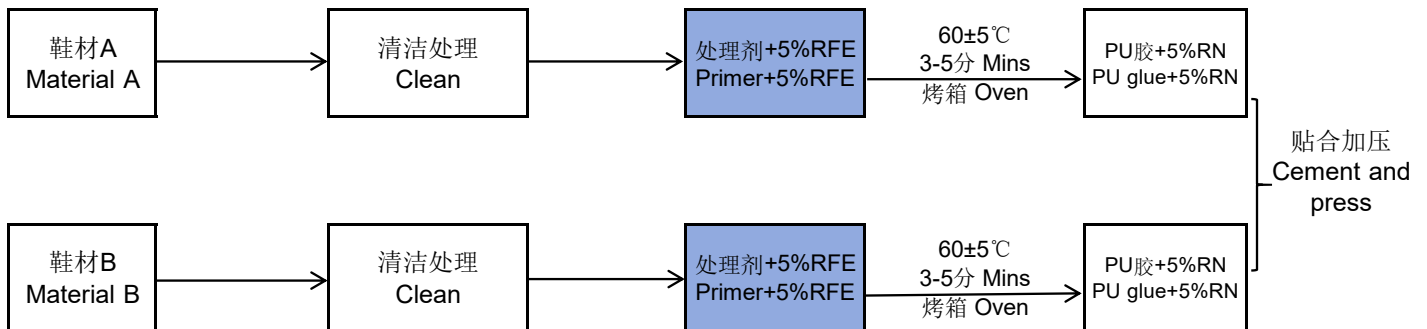 鞋材A
Material A
清洁处理
Clean
处理剂+5%RFE
Primer+5%RFE
60±5℃
3-5分 Mins
烤箱 Oven
PU胶+5%RN
PU glue+5%RN
贴合加压
Cement and
press
鞋材B
Material B
清洁处理
Clean
处理剂+5%RFE
Primer+5%RFE
60±5℃
3-5分 Mins
烤箱 Oven
PU胶+5%RN
PU glue+5%RN